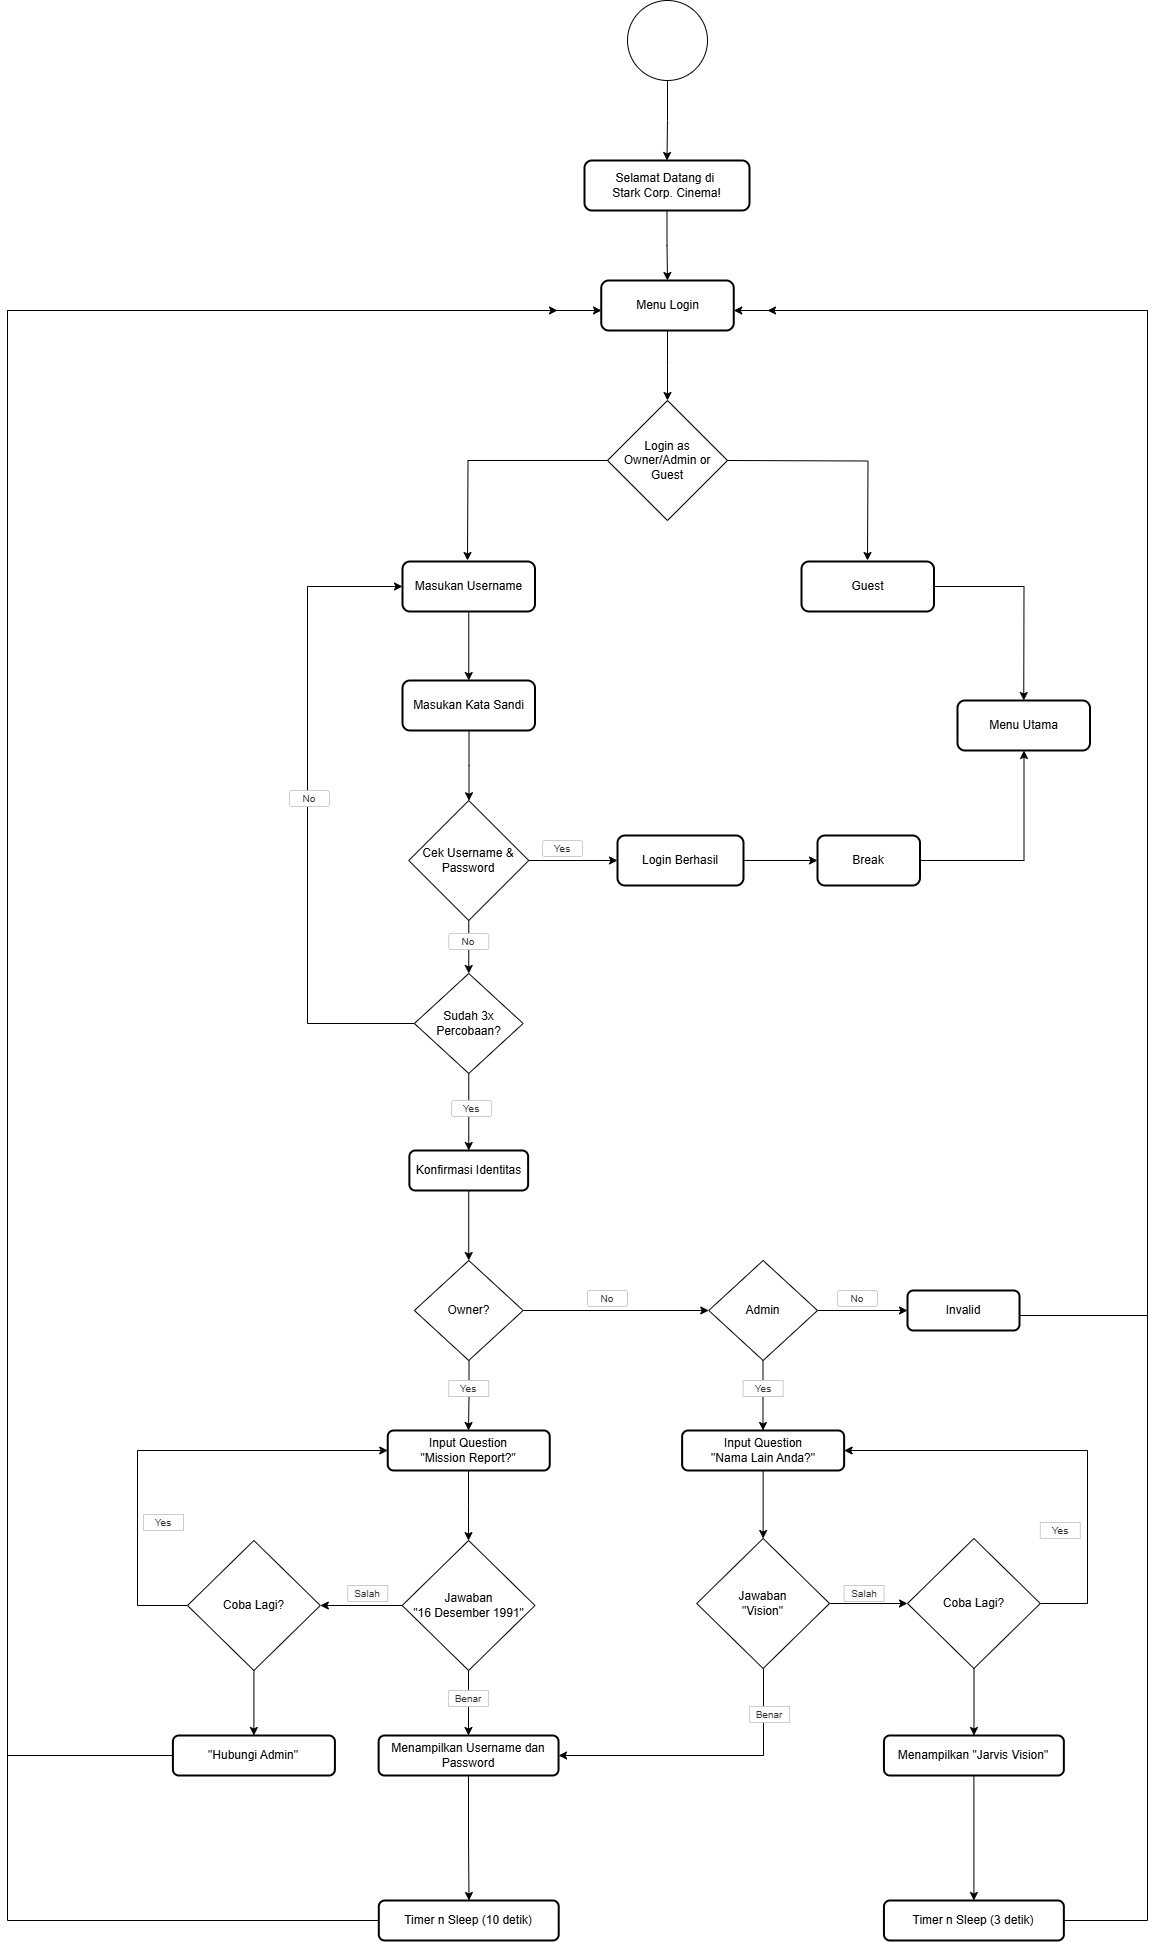 Selamat Datang di
Stark Corp. Cinema!
Menu Login
Login as
Owner/Admin or
Guest
Masukan Username
Guest
Masukan Kata Sandi
Menu Utama
No
Cek Username &
Password
Yes
Login Berhasil
Break
No
Sudah 3x
Percobaan?
Yes
Konfirmasi Identitas
Owner?
No
Admin
No
Invalid
Yes
Yes
Input Question
"Mission Report?"
Input Question
"Nama Lain Anda?"
Yes
Yes
Coba Lagi?
Salah
Jawaban
"16 Desember 1991"
Jawaban
"Vision"
Salah
Coba Lagi?
Benar
Benar
"Hubungi Admin"
Menampilkan Username dan
Password
Menampilkan "Jarvis Vision"
Timer n Sleep (10 detik)
Timer n Sleep (3 detik)